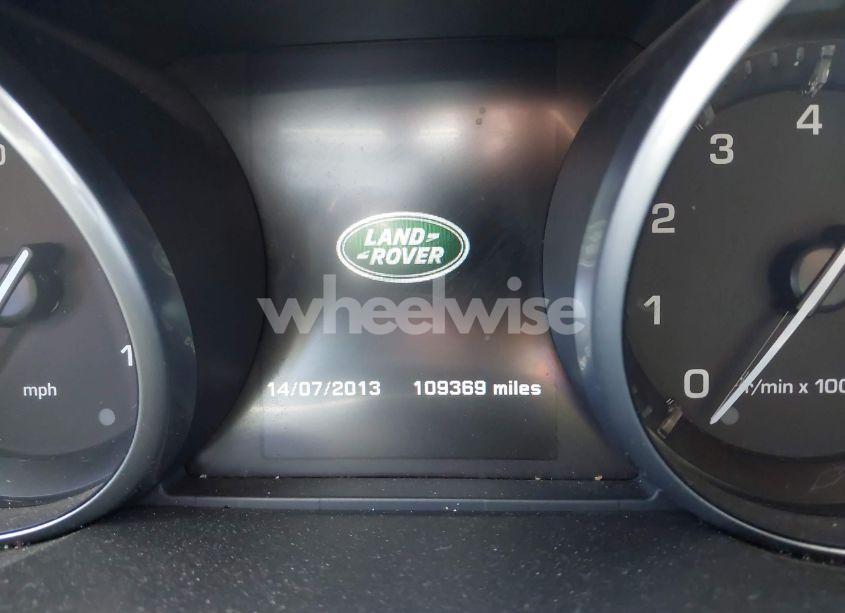 4
3
2
1
0
LAND
ROVER
wheelwise
14/07/2013 109369 miles
1
mph
r/min x 100